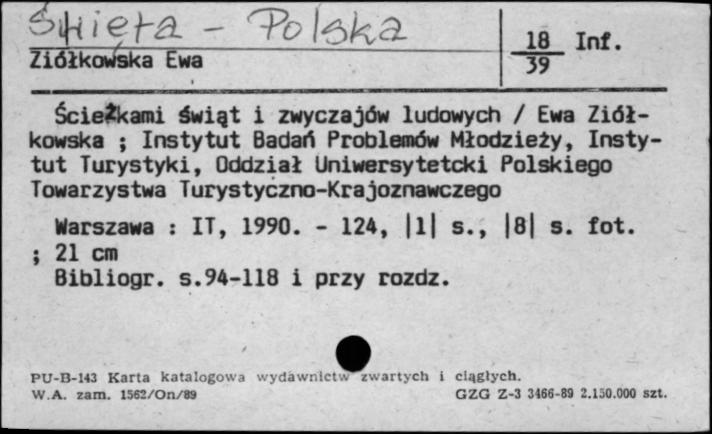 Święta - Polska
18 Inf.
39
Ziółkowska Ewa
Ścieżkami świąt i zwyczajów ludowych / Ewa Ziół-
kowska ; Instytut Badań Problemów Młodzieży, Insty-
tut Turystyki, Oddział Uniwersytetcki Polskiego
Towarzystwa Turystyczno-Krajoznawczego
Warszawa : IT, 1990. - 124, |1| s., |8| s. fot.
; 21 cm
Bibliogr. s.94-118 i przy rozdz.
PU-B-143 Karta katalogowa wydawnictw zwartych i ciągłych.
W.A. zam. 1562/On/89 GZG Z-3 3466-89 2.150.000 szt.